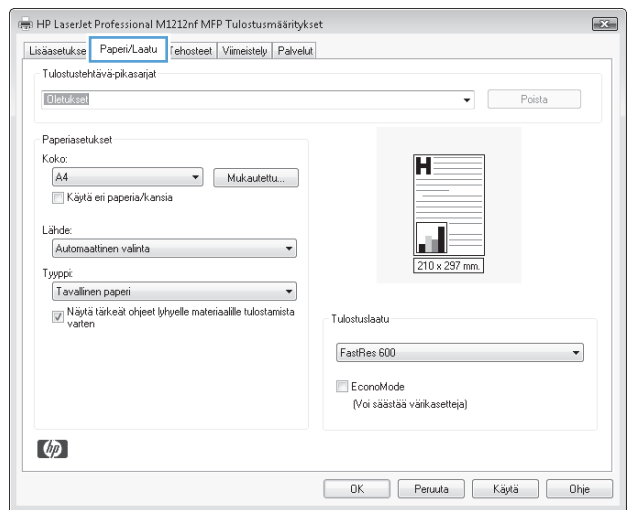 HP LaserJet Professional M1212nf MFP Tulostusmääritykset
Lisäasetukse Paperi/Laatu Tehosteet Viimeistely Palvelut
Tulostustehtävä-pikasarjat
Oletukset
Poista
Paperiasetukset
Koko:
A4
Mukautettu...
Käytä eri paperia/kansia
Lähde:
Automaattinen valinta
Tyyppi:
Tavallinen paperi
Näytä tärkeät ohjeet lyhyelle materiaalille tulostamista
varten
H
210 x 297 mm.
Tulostuslaatu
FastRes 600
EconoMode
(Voi säästää värikasetteja)
hp
OK Peruuta Käytä Ohje